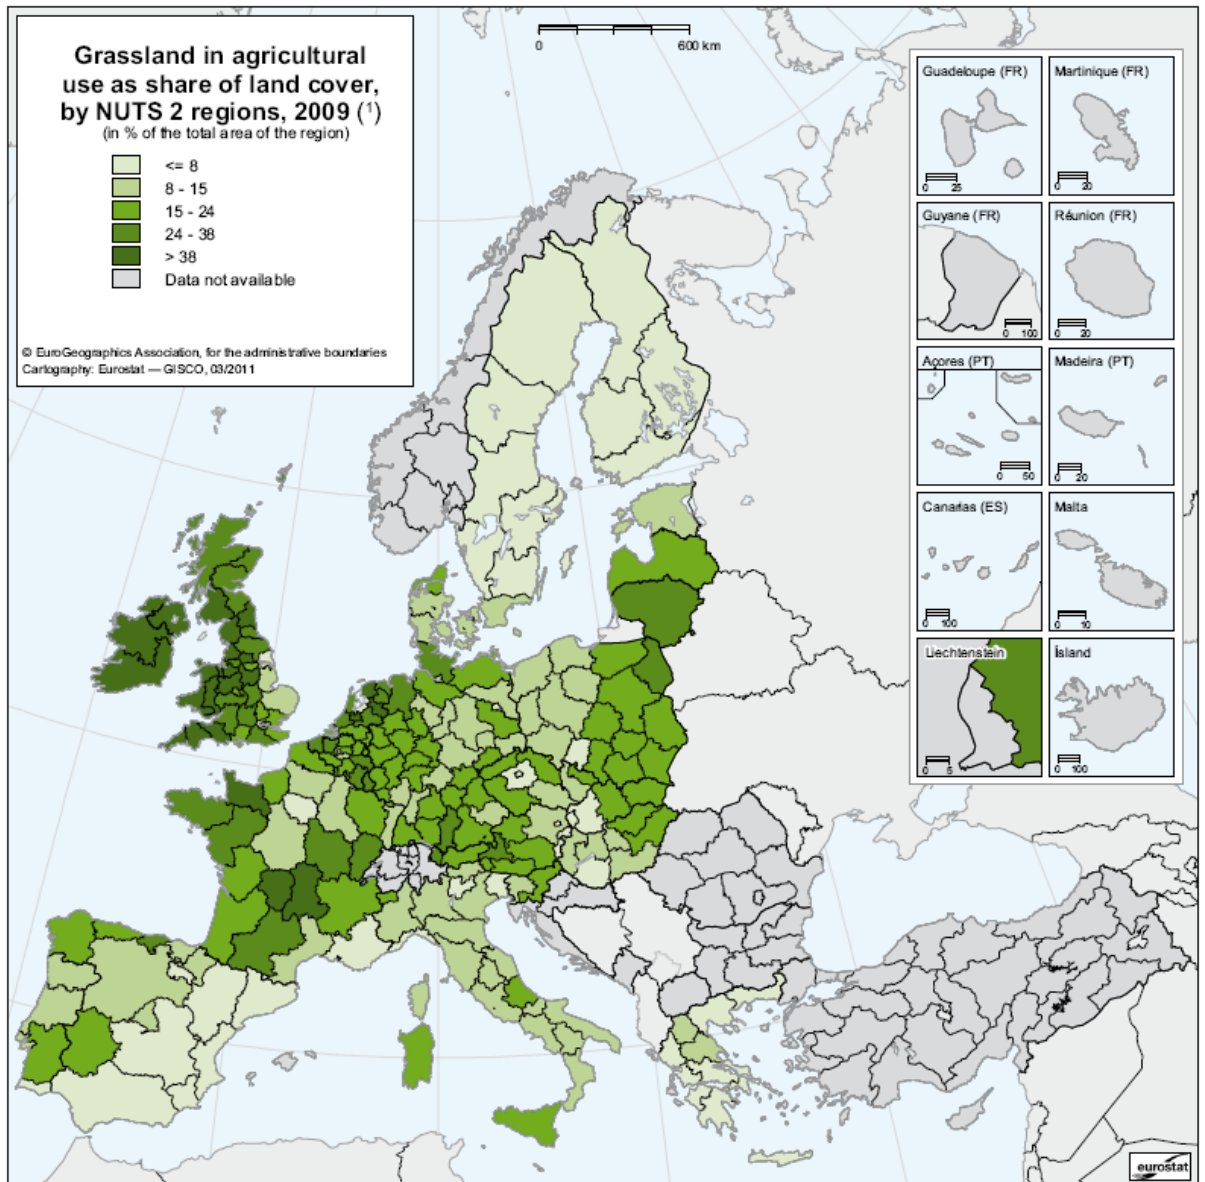 Grassland in agricultural
use as share of land cover,
by NUTS 2 regions, 2009 (1)
(in % of the total area of the region)
<= 8
8 - 15
15 - 24
24 - 38
> 38
Data not available
© EuroGeographics Association, for the administrative boundaries
Cartography: Eurostat — GISCO, 03/2011
0 600 km
Guadeloupe (FR)
0 25
Martinique (FR)
0 20
Guyane (FR)
0 100
Réunion (FR)
0 20
Açores (PT)
0 50
Madeira (PT)
0 20
Canarias (ES)
0 100
Malta
0 10
Liechtenstein
0 5
Ísland
0 100
eurostat